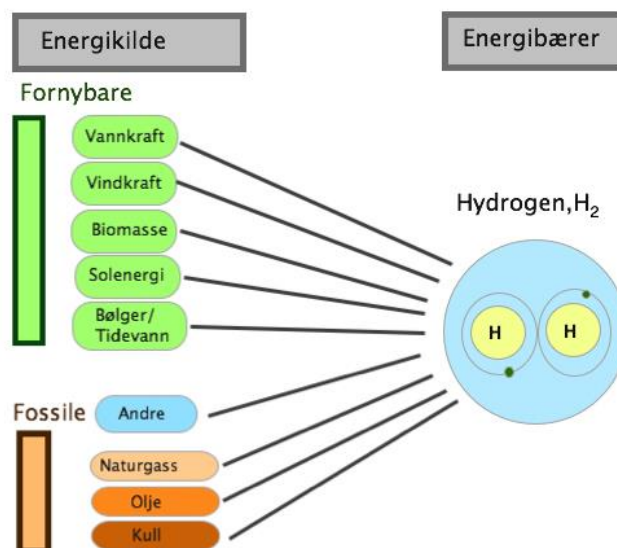 Energikilde
Energibærer
Fornybare
Vannkraft
Vindkraft
Biomasse
Solenergi
Bølger/
Tidevann
Hydrogen,H₂
H H
Fossile
Andre
Naturgass
Olje
Kull